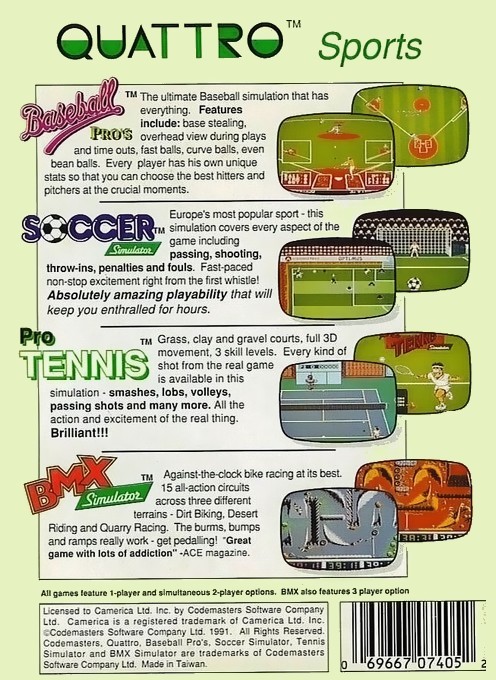 QUATTRO™ Sports
Baseball PRO'S™
The ultimate Baseball simulation that has
everything. Features
include: base stealing,
overhead view during plays
and time outs, fast balls, curve balls, even
bean balls. Every player has his own unique
stats so that you can choose the best hitters and
pitchers at the crucial moments.
SOCCER Simulator™
Europe's most popular sport - this
simulation covers every aspect of the
game including
passing, shooting,
throw-ins, penalties and fouls. Fast-paced
non-stop excitement right from the first whistle!
Absolutely amazing playability that will
keep you enthralled for hours.
OPTIMUS
Pro TENNIS™
Grass, clay and gravel courts, full 3D
movement, 3 skill levels. Every kind of
shot from the real game
is available in this
simulation - smashes, lobs, volleys,
passing shots and many more. All the
action and excitement of the real thing.
Brilliant!!!
TENNIS
BMX Simulator™
Against-the-clock bike racing at its best.
15 all-action circuits
across three different
terrains - Dirt Biking, Desert
Riding and Quarry Racing. The burms, bumps
and ramps really work - get pedalling! "Great
game with lots of addiction" -ACE magazine.
All games feature 1-player and simultaneous 2-player options. BMX also features 3 player option
Licensed to Camerica Ltd. Inc. by Codemasters Software Company
Ltd. Camerica is a registered trademark of Camerica Ltd. Inc.
©Codemasters Software Company Ltd. 1991. All Rights Reserved.
Codemasters, Quattro, Baseball Pro's, Soccer Simulator, Tennis
Simulator and BMX Simulator are trademarks of Codemasters
Software Company Ltd. Made in Taiwan.
0 69667 07405 2